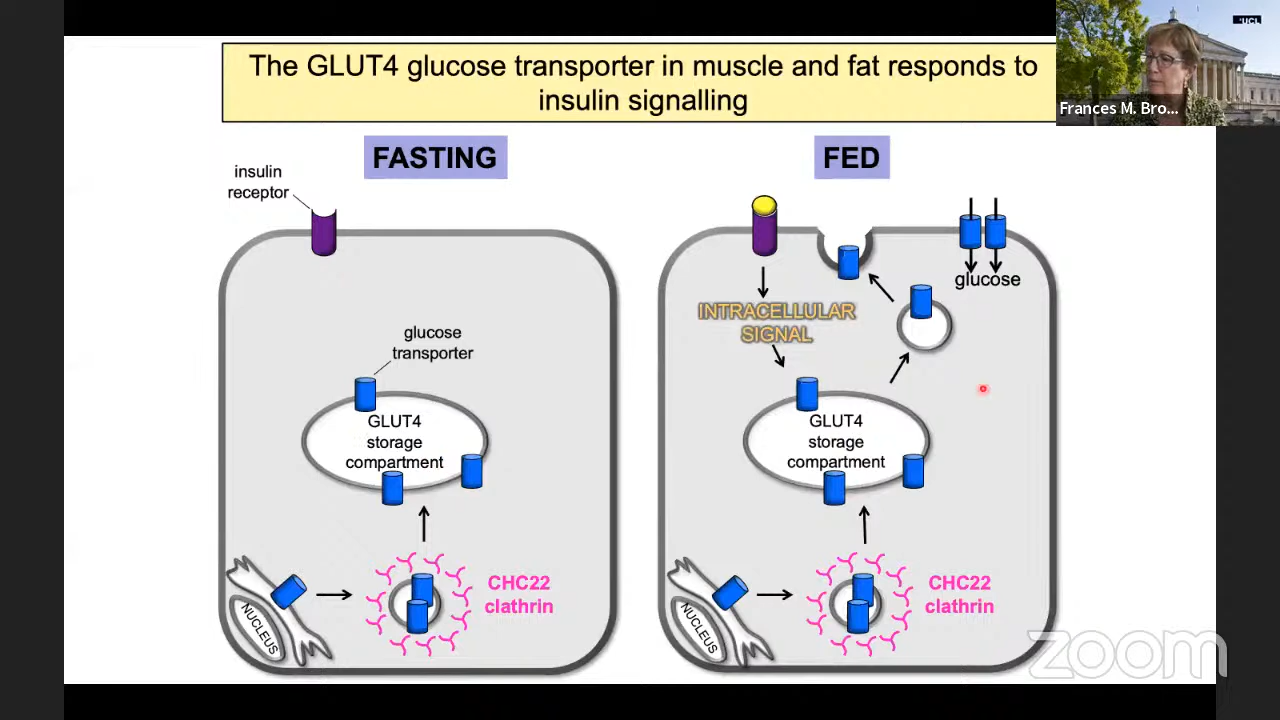 The GLUT4 glucose transporter in muscle and fat responds to
insulin signalling
UCL
Frances M. Bro...
FASTING
FED
insulin
receptor
glucose
transporter
GLUT4
storage
compartment
CHC22
clathrin
NUCLEUS
INTRACELLULAR
SIGNAL
glucose
GLUT4
storage
compartment
CHC22
clathrin
NUCLEUS
zoom